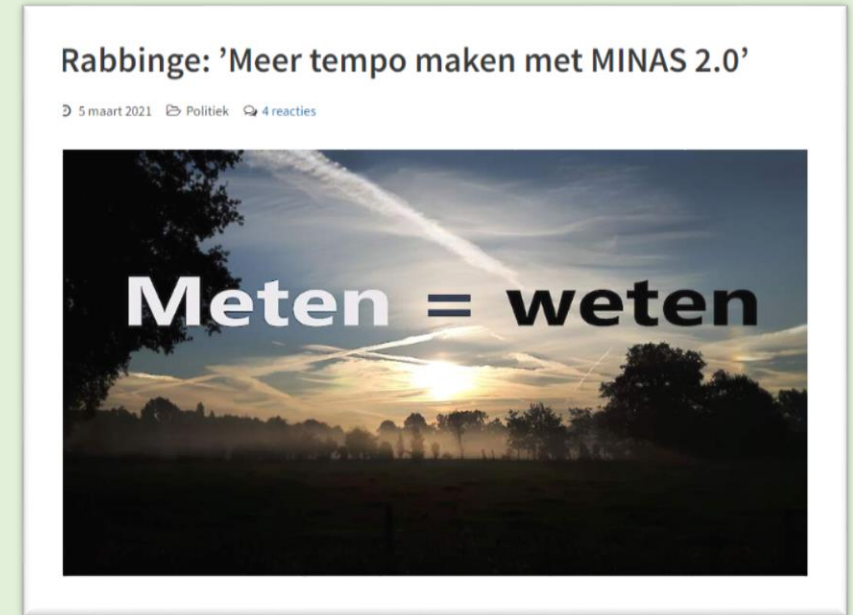 Rabbinge: ’Meer tempo maken met MINAS 2.0’
5 maart 2021 Politiek 4 reacties
Meten = weten